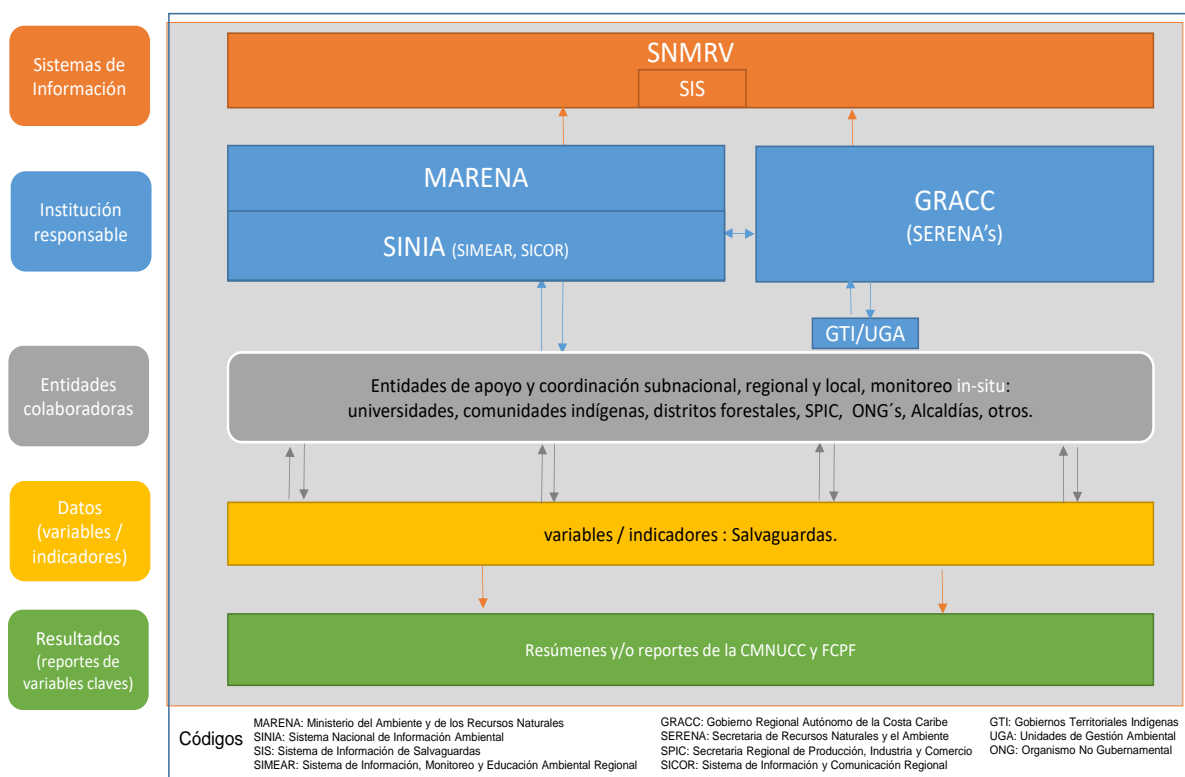 Sistemas de
Información
SNMRV
SIS
Institución
responsable
MARENA
SINIA (SIMEAR, SICOR)
GRACC
(SERENA’s)
GTI/UGA
Entidades
colaboradoras
Entidades de apoyo y coordinación subnacional, regional y local, monitoreo in-situ:
universidades, comunidades indígenas, distritos forestales, SPIC, ONG´s, Alcaldías, otros.
Datos
(variables /
indicadores)
variables / indicadores : Salvaguardas.
Resultados
(reportes de
variables claves)
Resúmenes y/o reportes de la CMNUCC y FCPF
Códigos
MARENA: Ministerio del Ambiente y de los Recursos Naturales
SINIA: Sistema Nacional de Información Ambiental
SIS: Sistema de Información de Salvaguardas
SIMEAR: Sistema de Información, Monitoreo y Educación Ambiental Regional
GRACC: Gobierno Regional Autónomo de la Costa Caribe
SERENA: Secretaria de Recursos Naturales y el Ambiente
SPIC: Secretaria Regional de Producción, Industria y Comercio
SICOR: Sistema de Información y Comunicación Regional
GTI: Gobiernos Territoriales Indígenas
UGA: Unidades de Gestión Ambiental
ONG: Organismo No Gubernamental